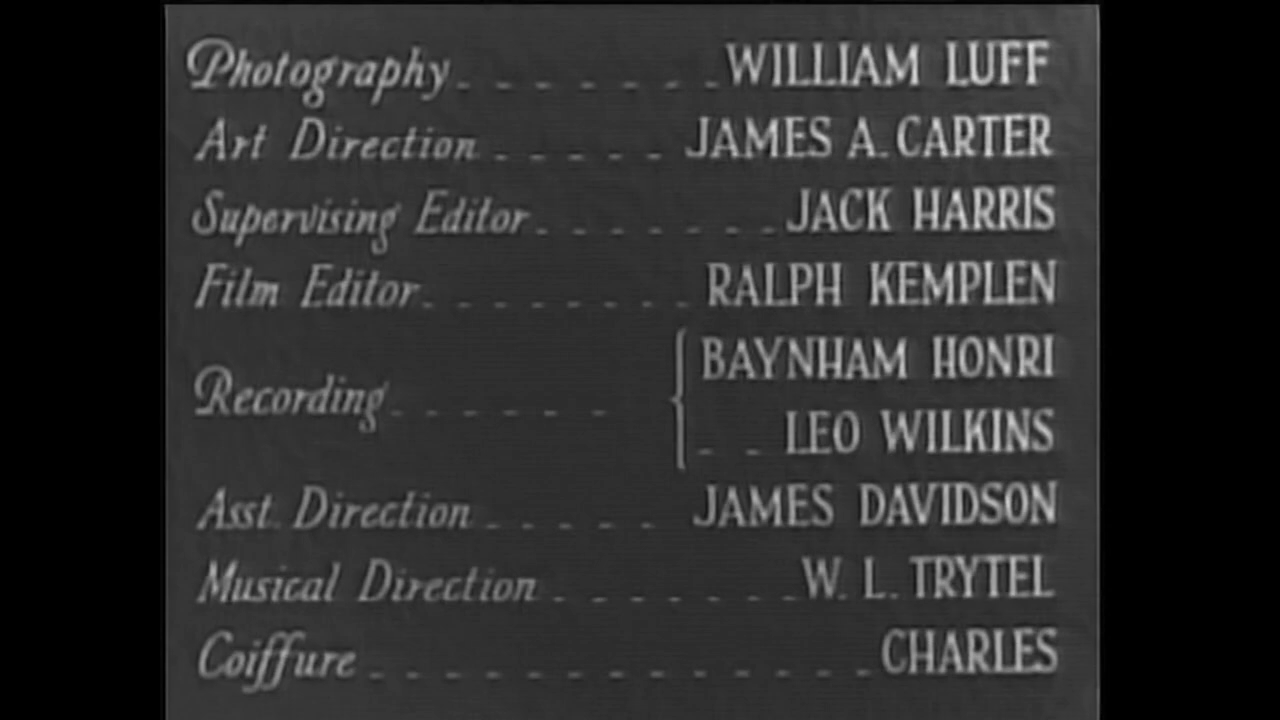 Photography - - - - - - - WILLIAM LUFF
Art Direction - - - - - JAMES A. CARTER
Supervising Editor - - - - - - - JACK HARRIS
Film Editor - - - - - - - - RALPH KEMPLEN
Recording - - - - - - { BAYNHAM HONRI
- - LEO WILKINS
Asst. Direction - - - - - JAMES DAVIDSON
Musical Direction - - - - - - - W. L. TRYTEL
Coiffure - - - - - - - - - - - - - CHARLES